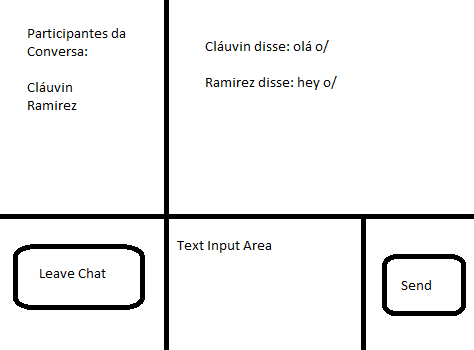 Participantes da
Conversa:
Cláuvin
Ramirez
Cláuvin disse: olá o/
Ramirez disse: hey o/
Leave Chat
Text Input Area
Send